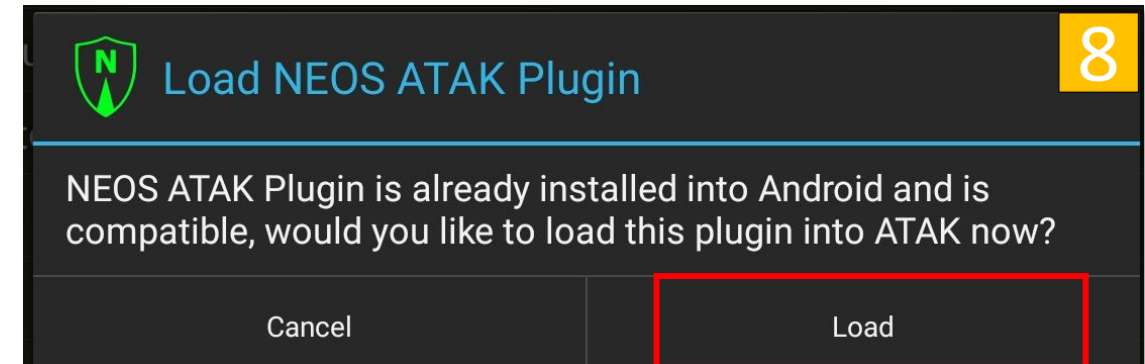 N
Load NEOS ATAK Plugin
8
NEOS ATAK Plugin is already installed into Android and is
compatible, would you like to load this plugin into ATAK now?
Cancel
Load